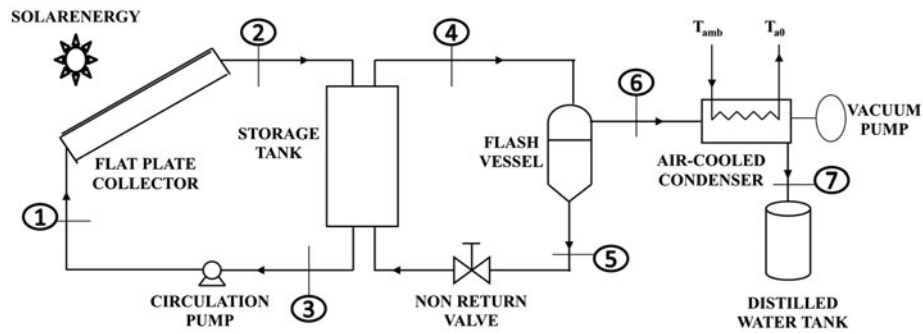 SOLARENERGY
2
4
T_amb
T_a0
6
STORAGE
TANK
FLASH
VESSEL
VACUUM
PUMP
FLAT PLATE
COLLECTOR
AIR-COOLED
CONDENSER
7
1
5
3
CIRCULATION
PUMP
NON RETURN
VALVE
DISTILLED
WATER TANK